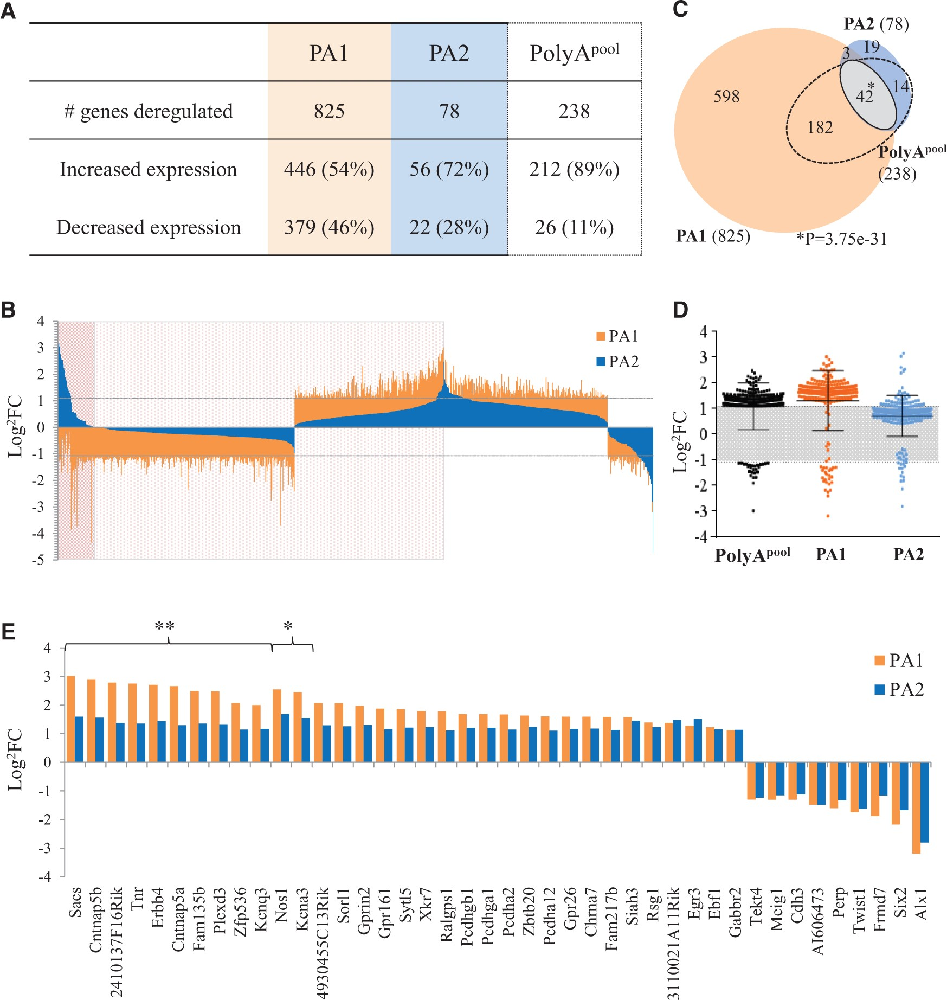 A
PA1 PA2 PolyApool
# genes deregulated 825 78 238
Increased expression 446 (54%) 56 (72%) 212 (89%)
Decreased expression 379 (46%) 22 (28%) 26 (11%)
C
PA2 (78)
19
3
14
*
42
598
182
PolyApool
(238)
PA1 (825)
*P=3.75e-31
B
Log2FC
4
3
2
1
0
-1
-2
-3
-4
-5
PA1
PA2
D
Log2FC
4
3
2
1
0
-1
-2
-3
-4
PolyApool PA1 PA2
E
** *
Log2FC
4
3
2
1
0
-1
-2
-3
-4
PA1
PA2
Sacs
Cntnap5b
2410137F16Rik
Tnr
Erbb4
Cntnap5a
Fam135b
Plcxd3
Zfp536
Kcnq3
Nos1
Kcna3
4930455C13Rik
Sorl1
Gprin2
Gpr161
Sytl5
Xkr7
Ralgps1
Pcdhgb1
Pcdhga1
Pcdha2
Zbtb20
Pcdha12
Gpr26
Chrna7
Fam217b
Siah3
Rsg1
3110021A11Rik
Egr3
Ebf1
Gabbr2
Tekt4
Meig1
Cdh3
AI606473
Perp
Twist1
Frmd7
Six2
Alx1